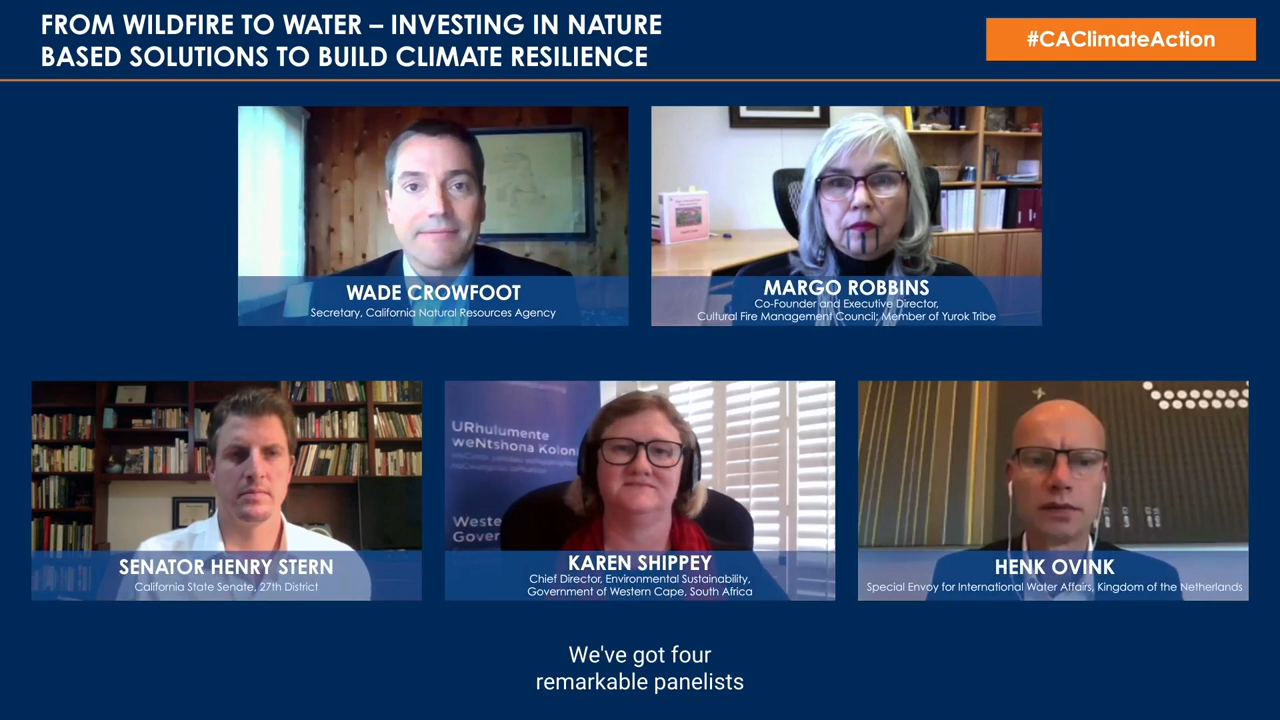 FROM WILDFIRE TO WATER – INVESTING IN NATURE
BASED SOLUTIONS TO BUILD CLIMATE RESILIENCE
#CAClimateAction
WADE CROWFOOT
Secretary, California Natural Resources Agency
MARGO ROBBINS
Co-Founder and Executive Director,
Cultural Fire Management Council; Member of Yurok Tribe
SENATOR HENRY STERN
California State Senate, 27th District
URhulumente
weNtshona Kolon
Weste
Gover
KAREN SHIPPEY
Chief Director, Environmental Sustainability,
Government of Western Cape, South Africa
HENK OVINK
Special Envoy for International Water Affairs, Kingdom of the Netherlands
We've got four
remarkable panelists